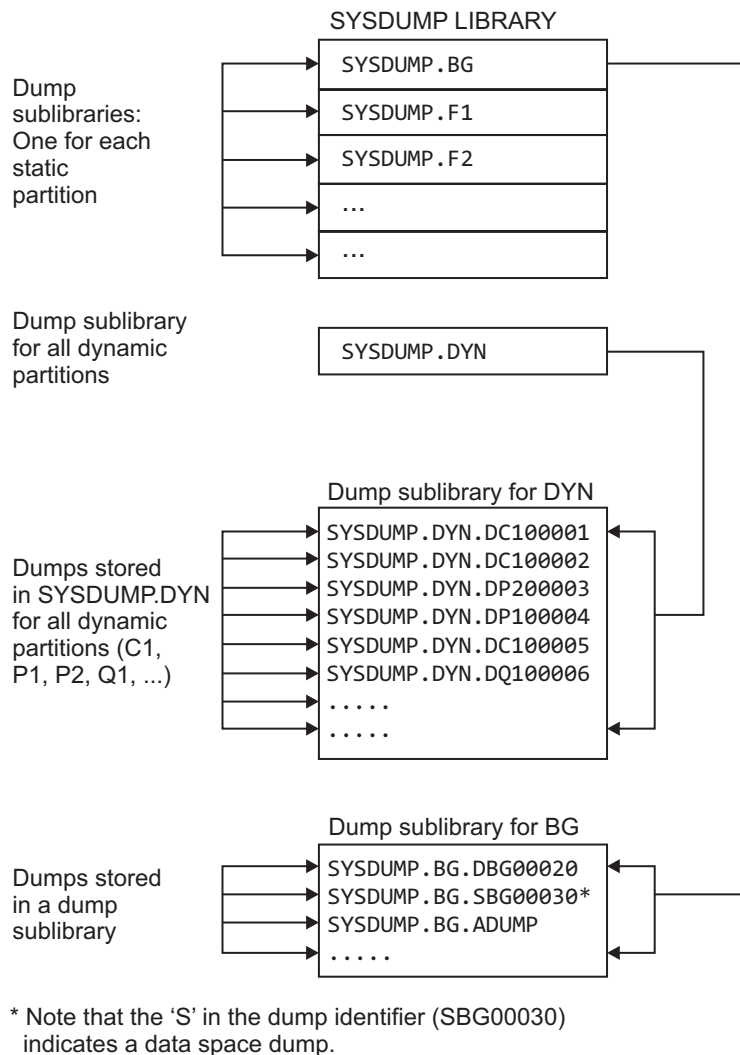 SYSDUMP LIBRARY
Dump
sublibraries:
One for each
static
partition
SYSDUMP.BG
SYSDUMP.F1
SYSDUMP.F2
...
...
Dump sublibrary
for all dynamic
partitions
SYSDUMP.DYN
Dump sublibrary for DYN
Dumps stored
in SYSDUMP.DYN
for all dynamic
partitions (C1,
P1, P2, Q1, ...)
SYSDUMP.DYN.DC100001
SYSDUMP.DYN.DC100002
SYSDUMP.DYN.DP200003
SYSDUMP.DYN.DP100004
SYSDUMP.DYN.DC100005
SYSDUMP.DYN.DQ100006
.....
.....
Dump sublibrary for BG
Dumps stored
in a dump
sublibrary
SYSDUMP.BG.DBG00020
SYSDUMP.BG.SBG00030*
SYSDUMP.BG.ADUMP
.....
* Note that the ‘S’ in the dump identifier (SBG00030)
indicates a data space dump.